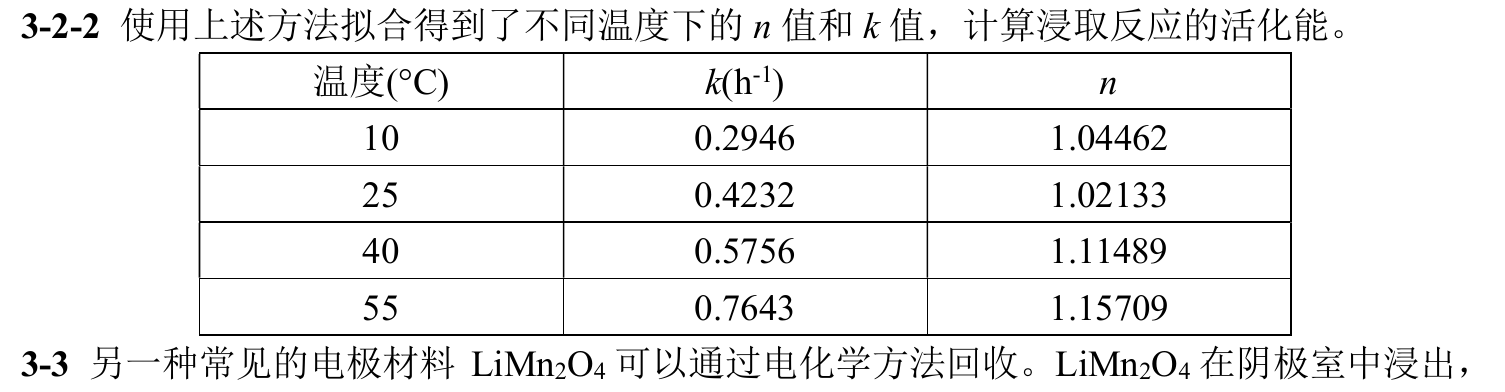 3-2-2 使用上述方法拟合得到了不同温度下的 n 值和 k 值，计算浸取反应的活化能。
温度(°C) k(h-1) n
10 0.2946 1.04462
25 0.4232 1.02133
40 0.5756 1.11489
55 0.7643 1.15709
3-3 另一种常见的电极材料 LiMn2O4 可以通过电化学方法回收。LiMn2O4 在阴极室中浸出，